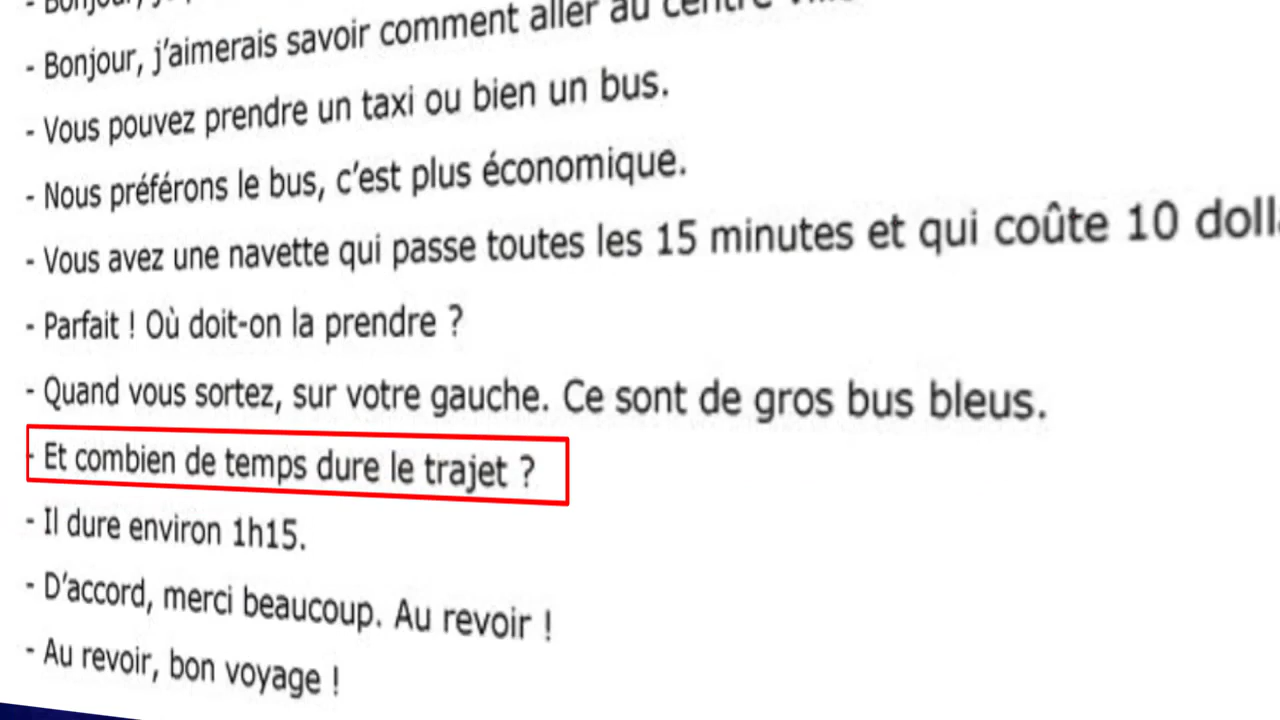 - Bonjour,
- Bonjour, j'aimerais savoir comment aller au centre
- Vous pouvez prendre un taxi ou bien un bus.
- Nous préférons le bus, c'est plus économique.
- Vous avez une navette qui passe toutes les 15 minutes et qui coûte 10
- Parfait ! Où doit-on la prendre ?
- Quand vous sortez, sur votre gauche. Ce sont de gros bus bleus.
- Et combien de temps dure le trajet ?
- Il dure environ 1h15.
- D'accord, merci beaucoup. Au revoir !
- Au revoir, bon voyage !